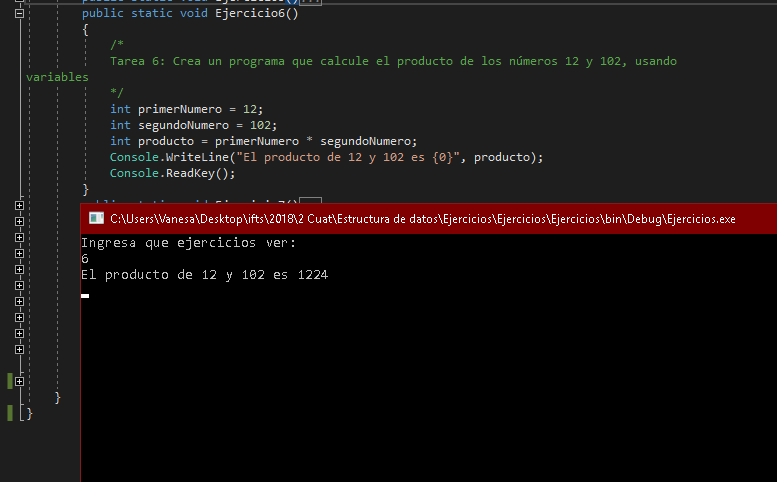 public static void Ejercicio6()
{
/*
Tarea 6: Crea un programa que calcule el producto de los números 12 y 102, usando
variables
*/
int primerNumero = 12;
int segundoNumero = 102;
int producto = primerNumero * segundoNumero;
Console.WriteLine("El producto de 12 y 102 es {0}", producto);
Console.ReadKey();
}
C:\Users\Vanesa\Desktop\ifts\2018\2 Cuat\Estructura de datos\Ejercicios\Ejercicios\Ejercicios\bin\Debug\Ejercicios.exe
Ingresa que ejercicios ver:
6
El producto de 12 y 102 es 1224
}
}